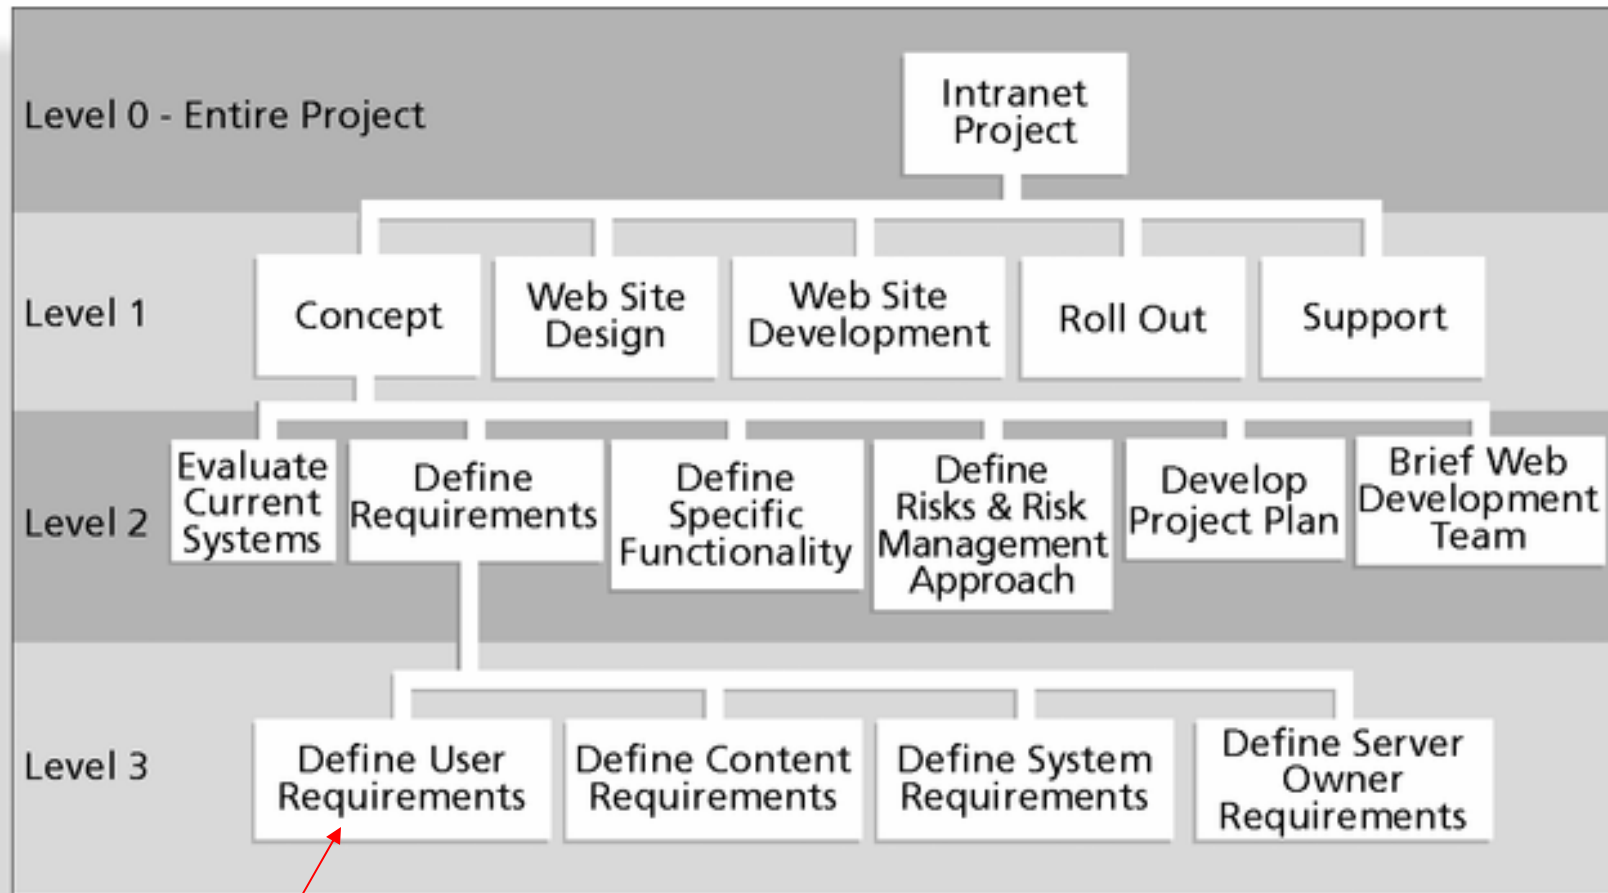 Level 0 - Entire Project
Intranet
Project
Level 1
Concept
Web Site
Design
Web Site
Development
Roll Out
Support
Level 2
Evaluate
Current
Systems
Define
Requirements
Define
Specific
Functionality
Define
Risks & Risk
Management
Approach
Develop
Project Plan
Brief Web
Development
Team
Level 3
Define User
Requirements
Define Content
Requirements
Define System
Requirements
Define Server
Owner
Requirements